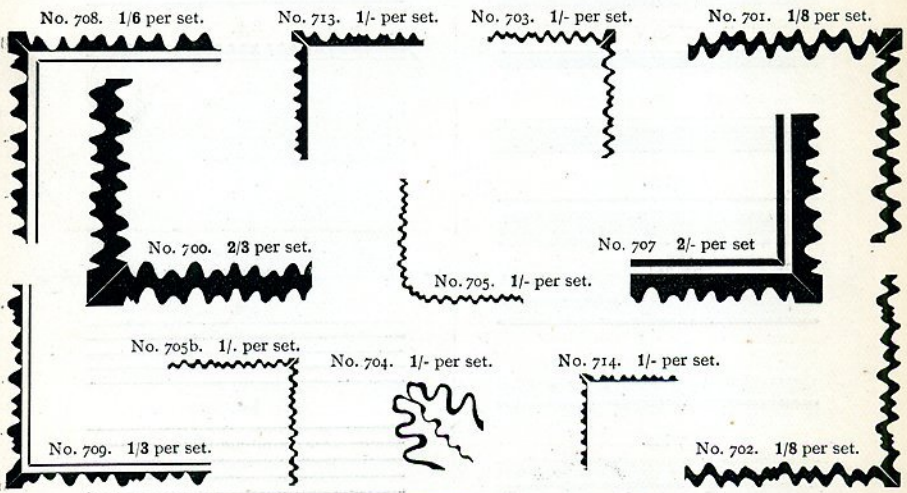 No. 708. 1/6 per set.
No. 713. 1/- per set.
No. 703. 1/- per set.
No. 701. 1/8 per set.
No. 700. 2/3 per set.
No. 707 2/- per set
No. 705. 1/- per set.
No. 705b. 1/. per set.
No. 704. 1/- per set.
No. 714. 1/- per set.
No. 709. 1/3 per set.
No. 702. 1/8 per set.